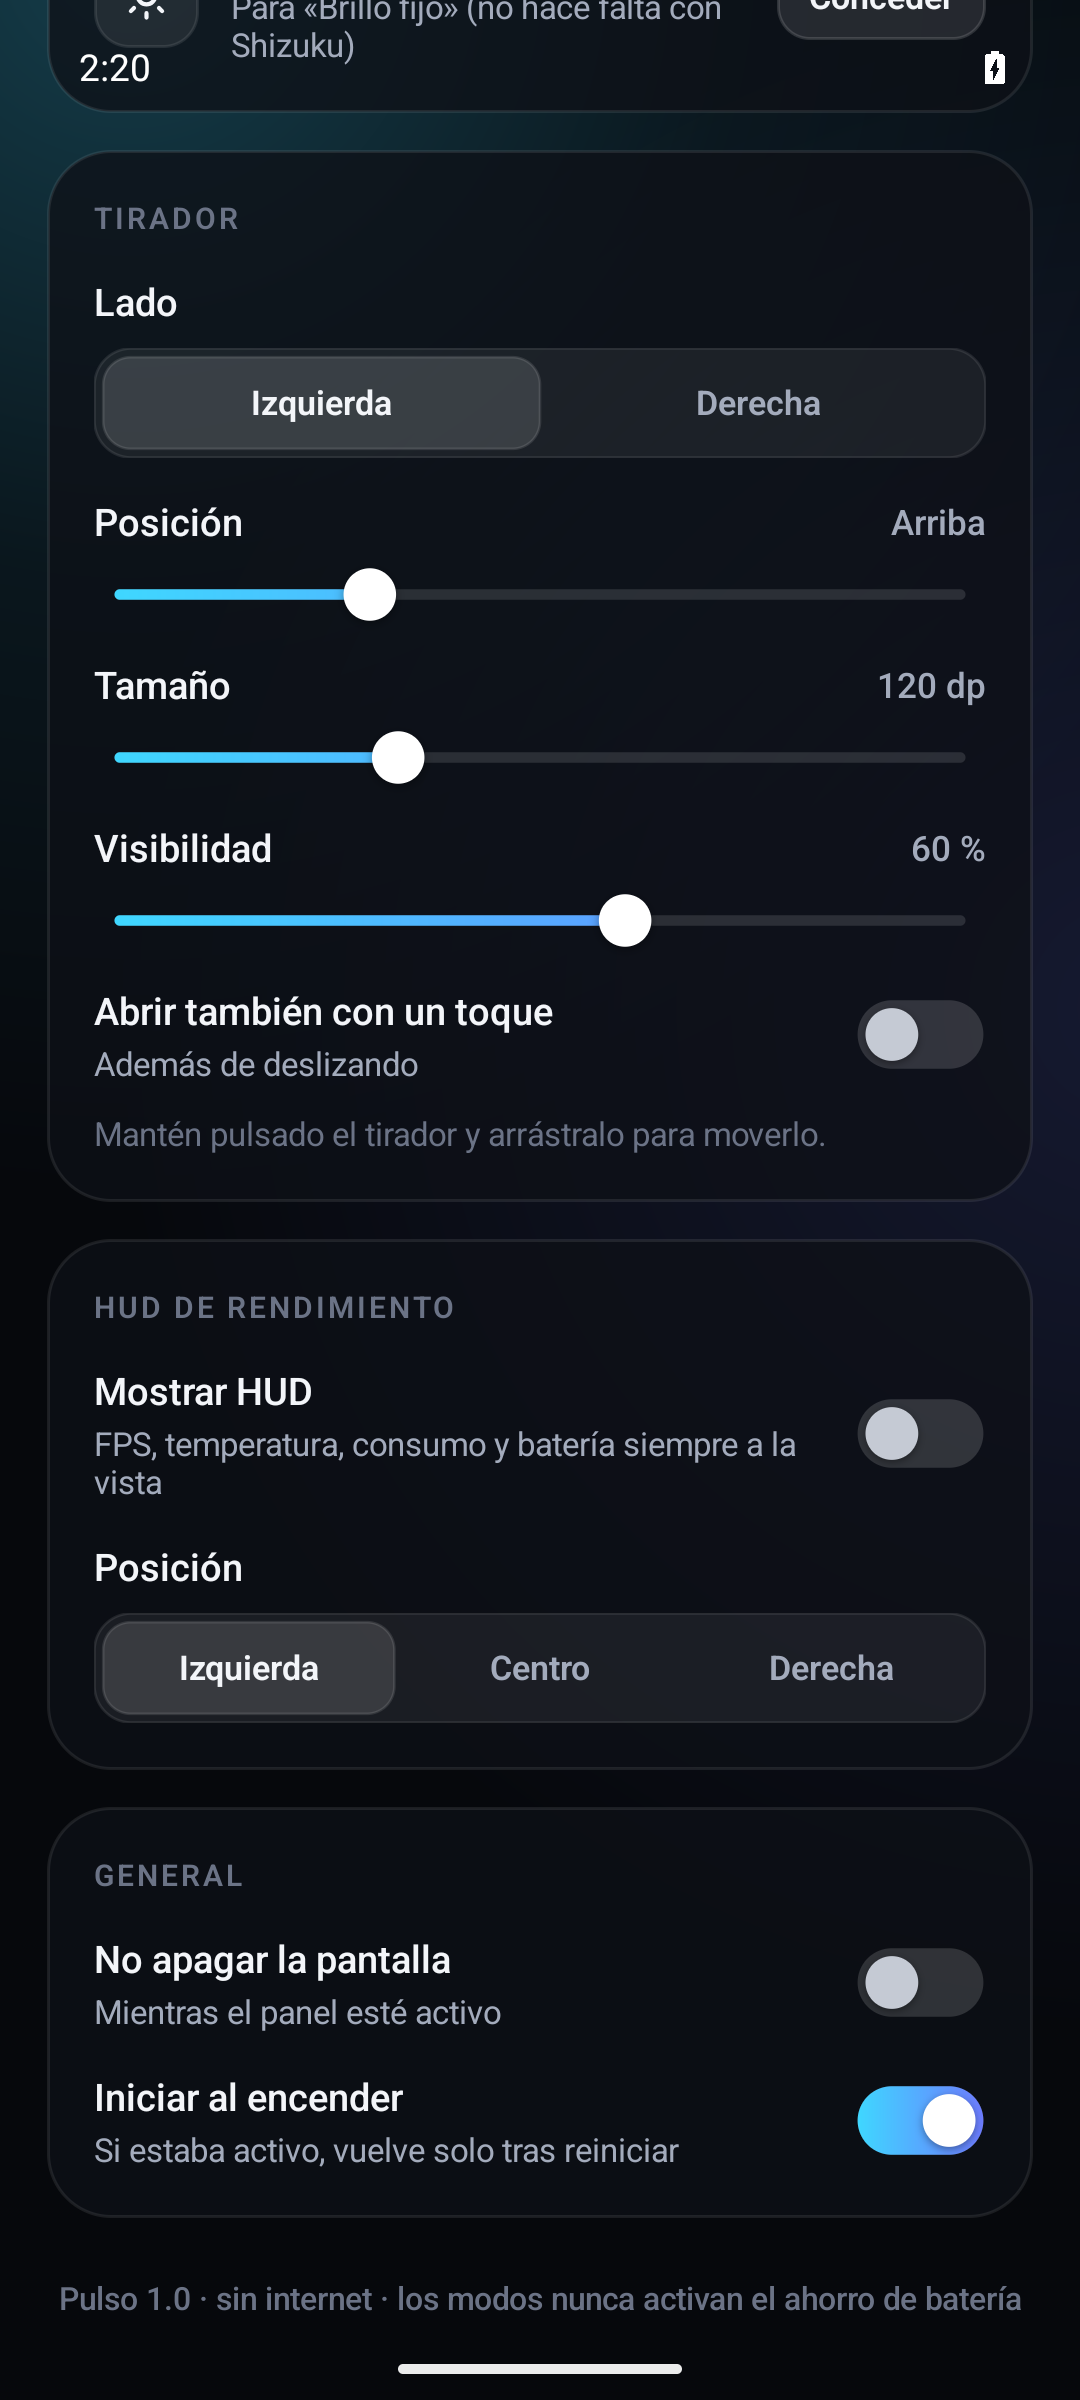 Para «Brillo fijo» (no hace falta con
Shizuku)
Conceder
2:20
TIRADOR
Lado
Izquierda
Derecha
Posición
Arriba
Tamaño
120 dp
Visibilidad
60 %
Abrir también con un toque
Además de deslizando
Mantén pulsado el tirador y arrástralo para moverlo.
HUD DE RENDIMIENTO
Mostrar HUD
FPS, temperatura, consumo y batería siempre a la
vista
Posición
Izquierda
Centro
Derecha
GENERAL
No apagar la pantalla
Mientras el panel esté activo
Iniciar al encender
Si estaba activo, vuelve solo tras reiniciar
Pulso 1.0 · sin internet · los modos nunca activan el ahorro de batería